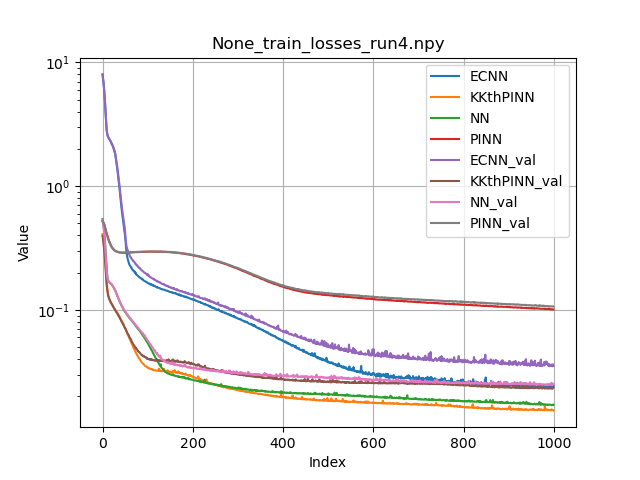 None_train_losses_run4.npy
10¹
10⁰
10⁻¹
Value
0
200
400
600
800
1000
Index
ECNN
KKthPINN
NN
PINN
ECNN_val
KKthPINN_val
NN_val
PINN_val